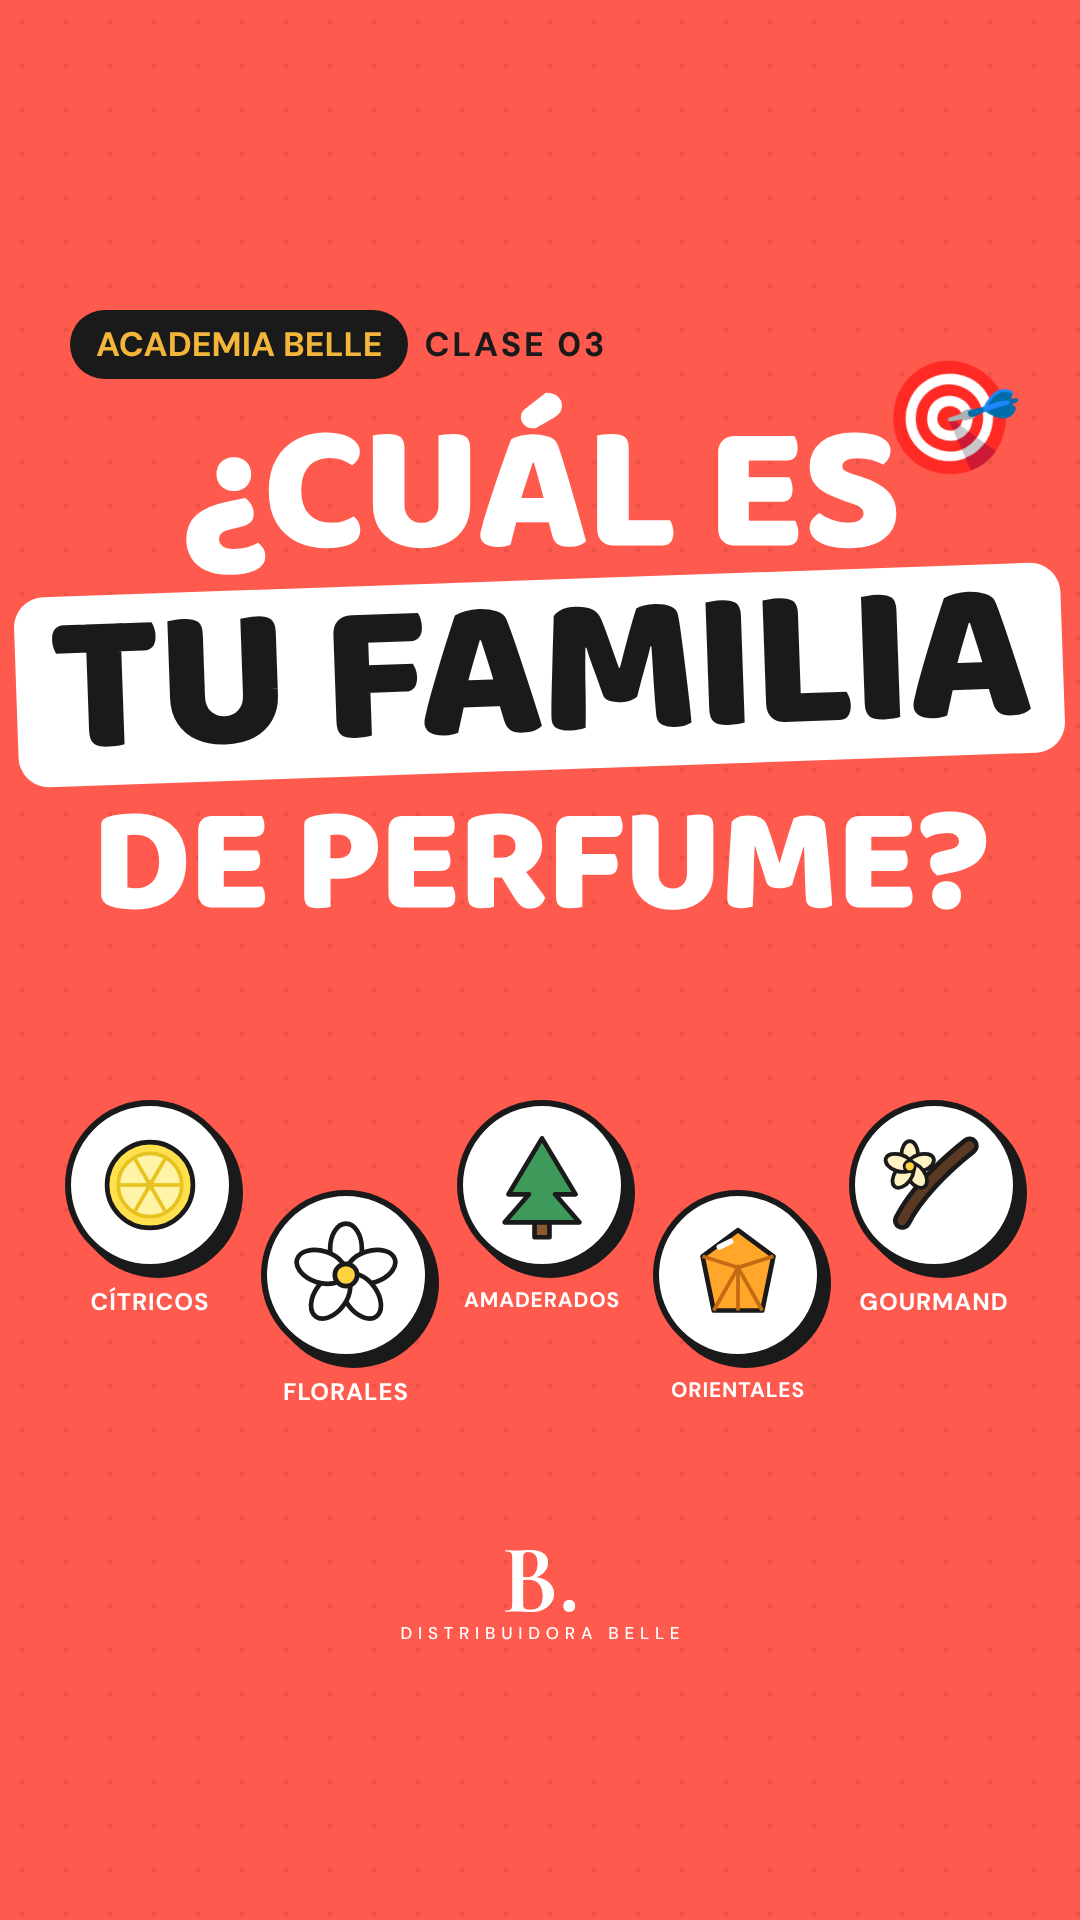 ACADEMIA BELLE CLASE 03
¿CUÁL ES
TU FAMILIA
DE PERFUME?
CÍTRICOS
FLORALES
AMADERADOS
ORIENTALES
GOURMAND
B.
DISTRIBUIDORA BELLE